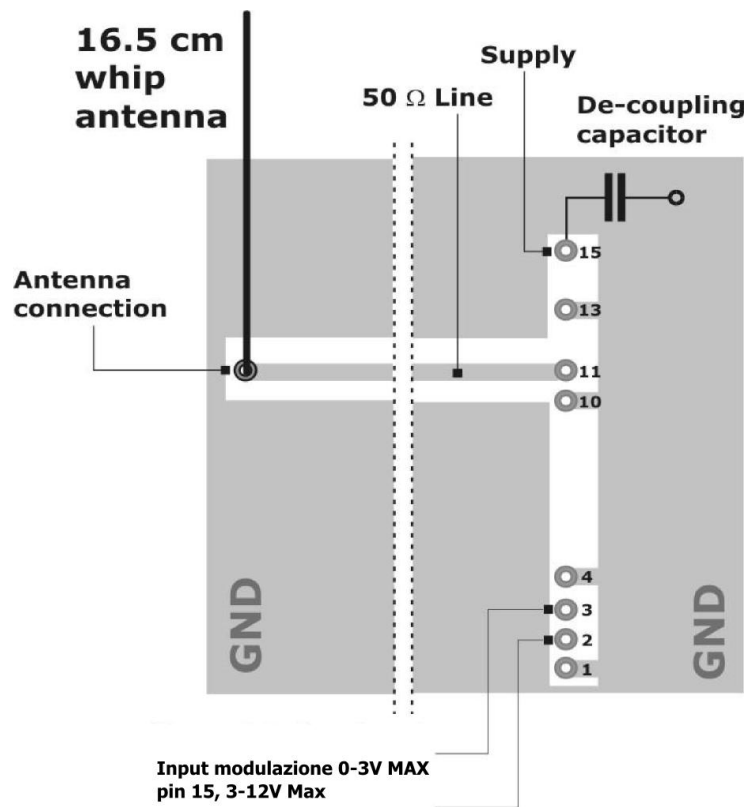 16.5 cm
whip
antenna
50 Ω Line
Supply
De-coupling
capacitor
15
Antenna
connection
13
11
10
4
3
2
1
GND
GND
Input modulazione 0-3V MAX
pin 15, 3-12V Max